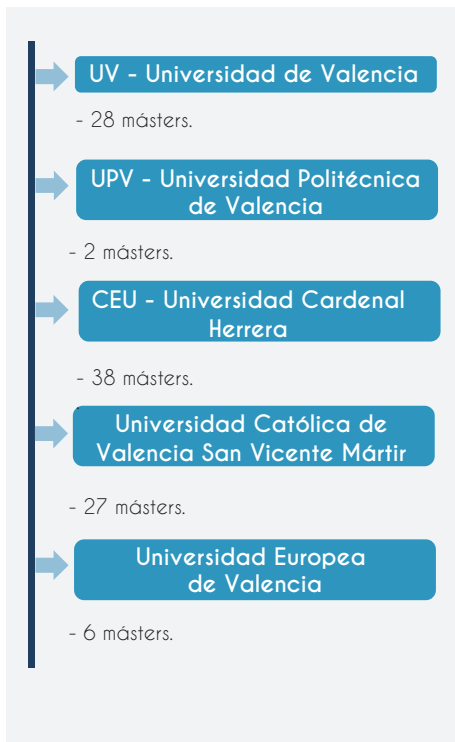 UV - Universidad de Valencia
- 28 másters.
UPV - Universidad Politécnica
de Valencia
- 2 másters.
CEU - Universidad Cardenal
Herrera
- 38 másters.
Universidad Católica de
Valencia San Vicente Mártir
- 27 másters.
Universidad Europea
de Valencia
- 6 másters.